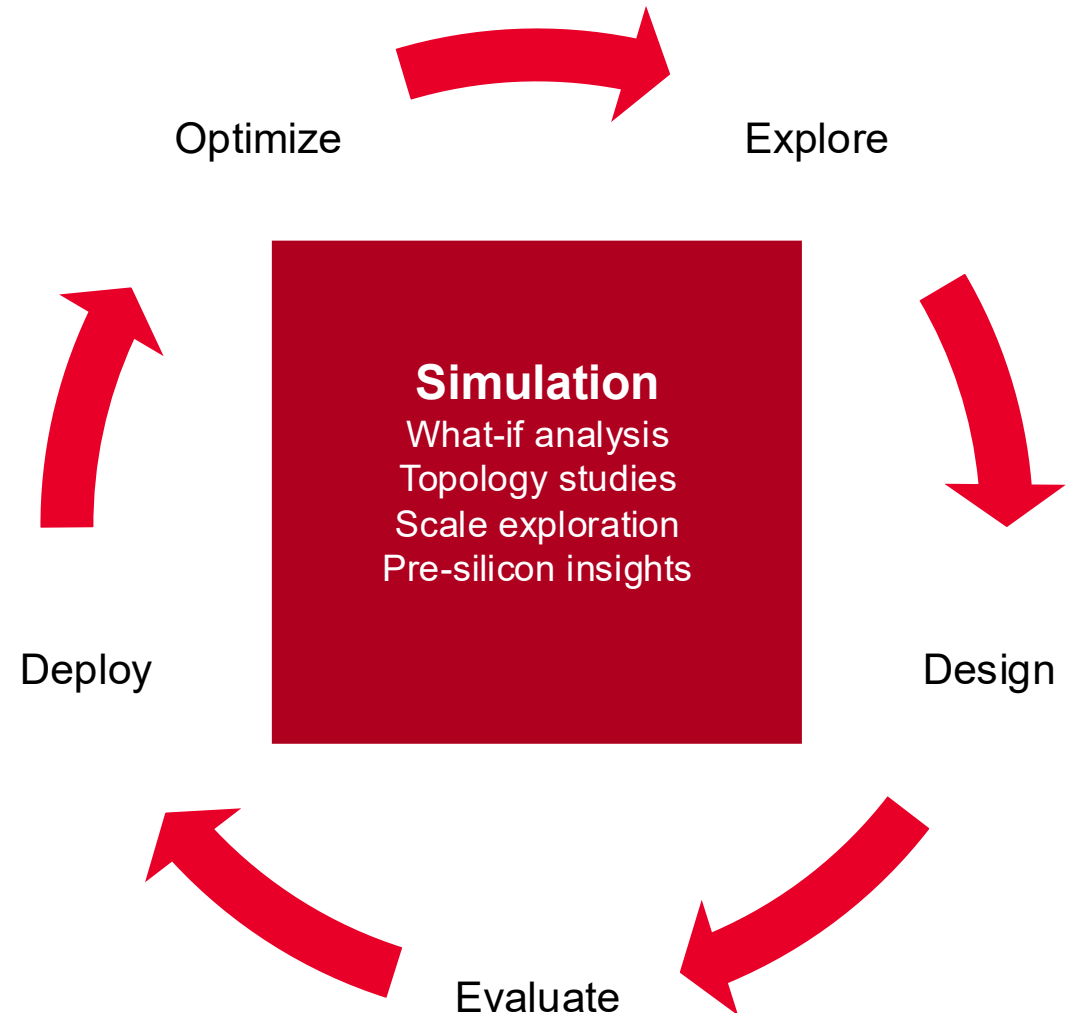 Optimize
Explore
Simulation
What-if analysis
Topology studies
Scale exploration
Pre-silicon insights
Deploy
Design
Evaluate